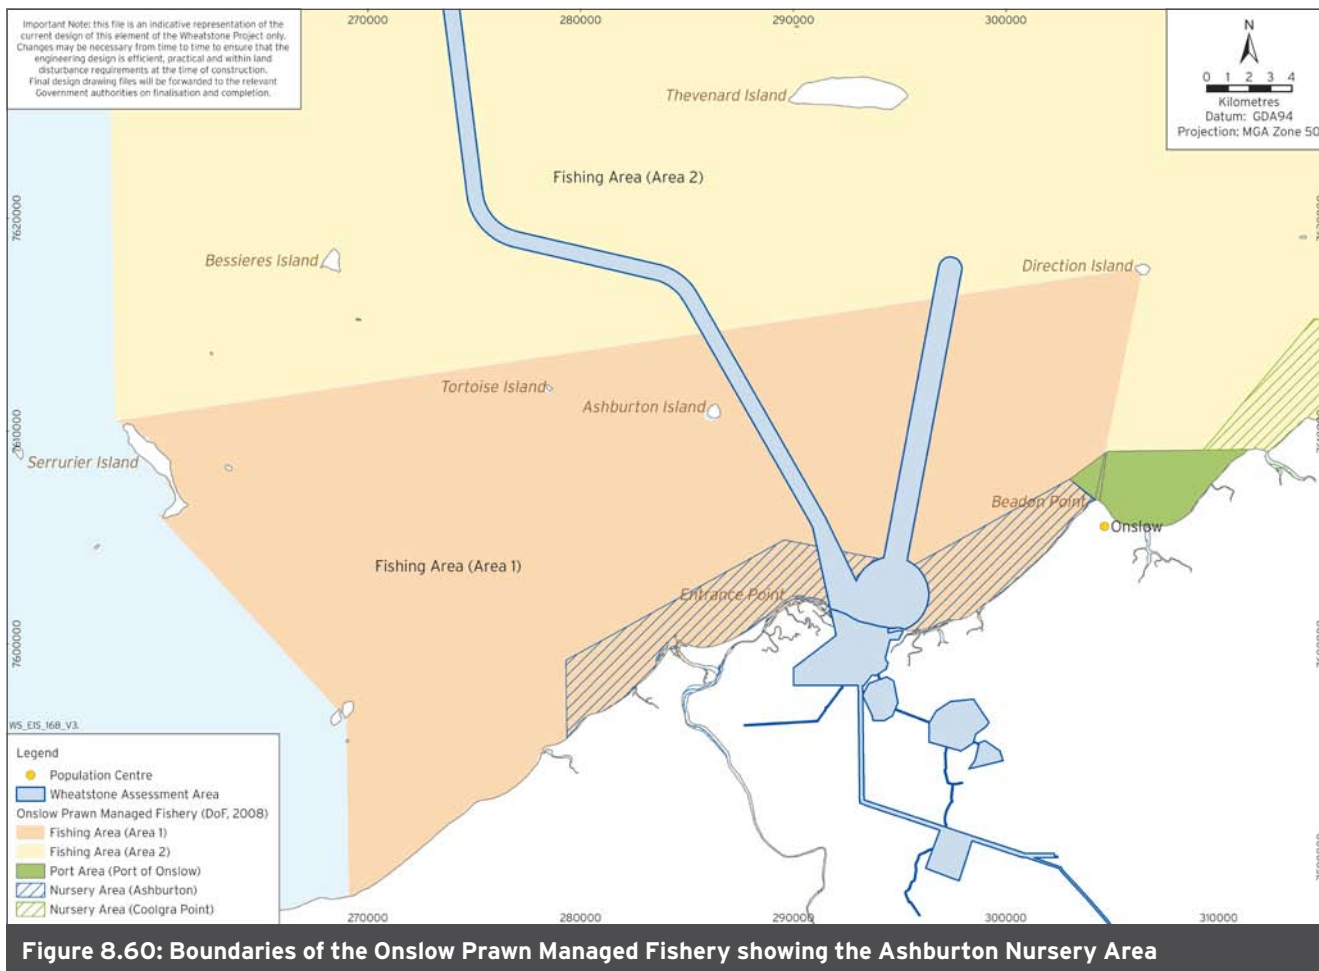 Important Note: this file is an indicative representation of the
current design of this element of the Wheatstone Project only.
Changes may be necessary from time to time to ensure that the
engineering design is efficient, practical and within land
disturbance requirements at the time of construction.
Final design drawing files will be forwarded to the relevant
Government authorities on finalisation and completion.
270000
280000
290000
300000
N
0 1 2 3 4
Kilometres
Datum: GDA94
Projection: MGA Zone 50
Thevenard Island
Fishing Area (Area 2)
7620000
Bessieres Island
Direction Island
Tortoise Island
Ashburton Island
7610000
Serrurier Island
Beadon Point
Onslow
Fishing Area (Area 1)
Entrance Point
7600000
7600000
WS_EIS_168_V3.
Legend
Population Centre
Wheatstone Assessment Area
Onslow Prawn Managed Fishery (DoF, 2008)
Fishing Area (Area 1)
Fishing Area (Area 2)
Port Area (Port of Onslow)
Nursery Area (Ashburton)
Nursery Area (Coolgra Point)
270000
280000
290000
300000
310000
Figure 8.60: Boundaries of the Onslow Prawn Managed Fishery showing the Ashburton Nursery Area